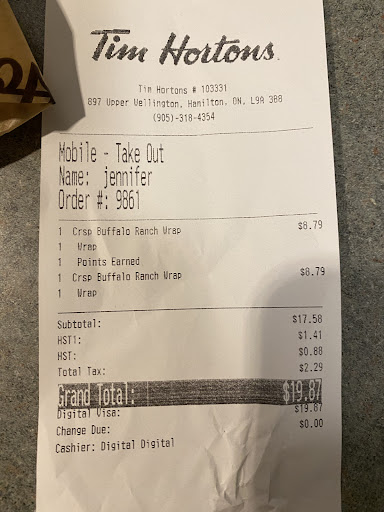 Tim Hortons
Tim Hortons # 103331
897 Upper Wellington, Hamilton, ON, L9A 3B8
(905)-318-4354
Mobile - Take Out
Name: jennifer
Order #: 9861
1 Crsp Buffalo Ranch Wrap $8.79
1 Wrap
1 Points Earned
1 Crsp Buffalo Ranch Wrap $8.79
1 Wrap
Subtotal: $17.58
HST1: $1.41
HST: $0.88
Total Tax: $2.29
Grand Total: $19.87
Digital Visa: $19.87
Change Due: $0.00
Cashier: Digital Digital